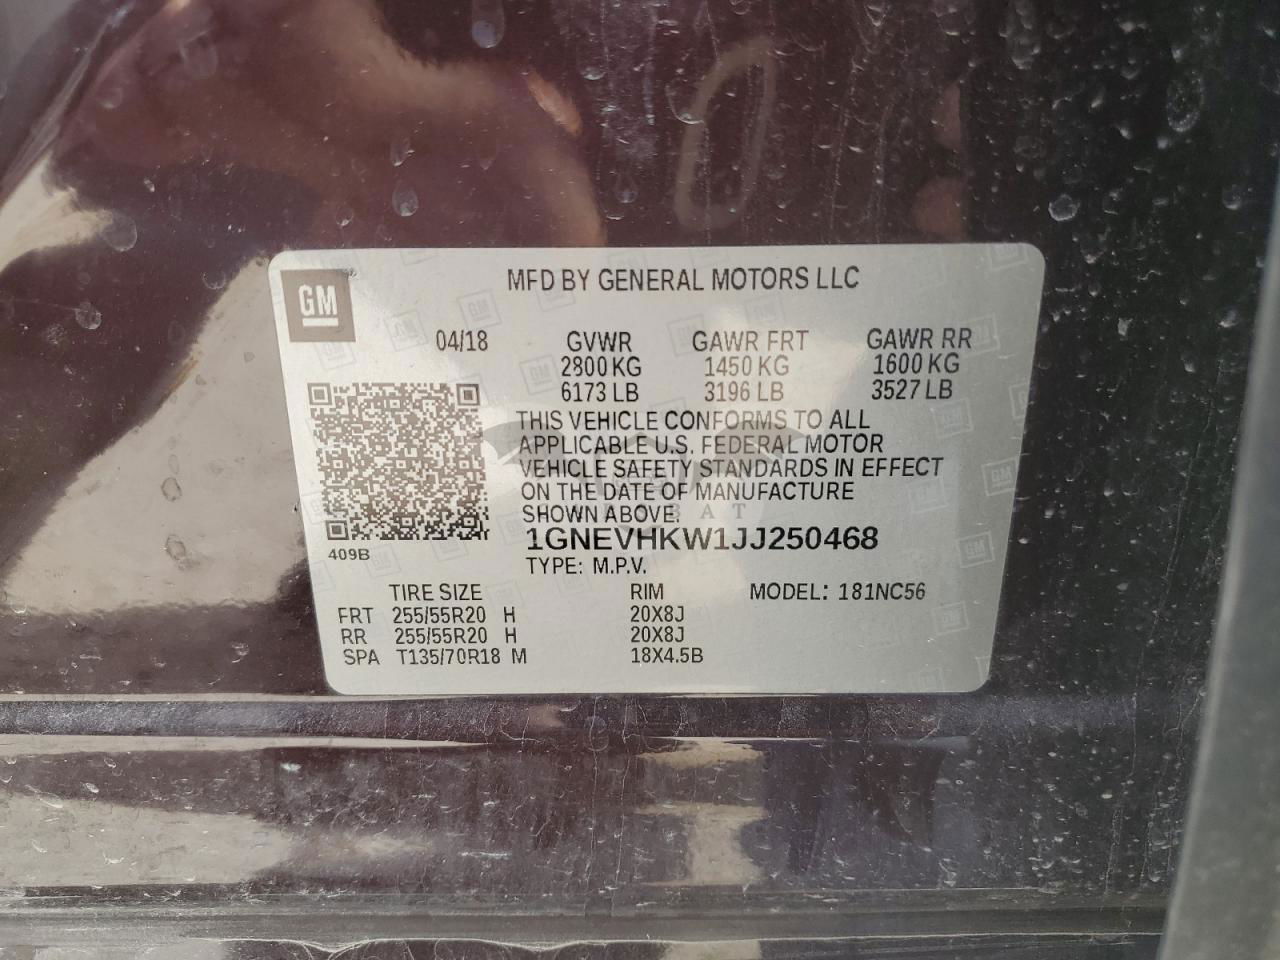 GM
MFD BY GENERAL MOTORS LLC
04/18 GVWR GAWR FRT GAWR RR
2800 KG 1450 KG 1600 KG
6173 LB 3196 LB 3527 LB
THIS VEHICLE CONFORMS TO ALL
APPLICABLE U.S. FEDERAL MOTOR
VEHICLE SAFETY STANDARDS IN EFFECT
ON THE DATE OF MANUFACTURE
SHOWN ABOVE.
1GNEVHKW1JJ250468
409B
TYPE: M.P.V.
TIRE SIZE RIM MODEL: 181NC56
FRT 255/55R20 H 20X8J
RR 255/55R20 H 20X8J
SPA T135/70R18 M 18X4.5B